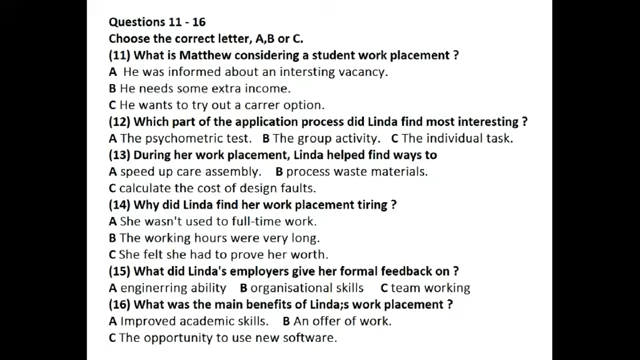 Questions 11 - 16
Choose the correct letter, A,B or C.
(11) What is Matthew considering a student work placement ?
A He was informed about an intersting vacancy.
B He needs some extra income.
C He wants to try out a carrer option.
(12) Which part of the application process did Linda find most interesting ?
A The psychometric test. B The group activity. C The individual task.
(13) During her work placement, Linda helped find ways to
A speed up care assembly. B process waste materials.
C calculate the cost of design faults.
(14) Why did Linda find her work placement tiring ?
A She wasn't used to full-time work.
B The working hours were very long.
C She felt she had to prove her worth.
(15) What did Linda's employers give her formal feedback on ?
A enginerring ability B organisational skills C team working
(16) What was the main benefits of Linda;s work placement ?
A Improved academic skills. B An offer of work.
C The opportunity to use new software.